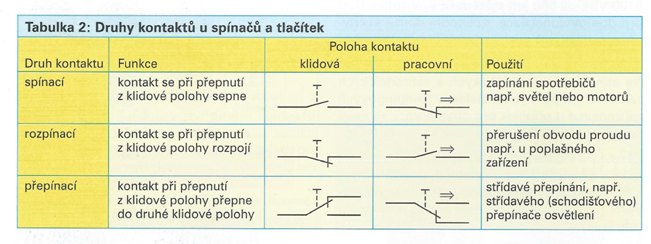 Tabulka 2: Druhy kontaktů u spínačů a tlačítek
Poloha kontaktu
Druh kontaktu Funkce klidová pracovní Použití
spínací kontakt se při přepnutí zapínání spotřebičů
z klidové polohy sepne např. světel nebo motorů
rozpínací kontakt se při přepnutí přerušení obvodu proudu
z klidové polohy rozpojí např. u poplašného
zařízení
přepínací kontakt při přepnutí střídavé přepínání, např.
z klidové polohy přepne střídavého (schodišťového)
do druhé klidové polohy přepínače osvětlení